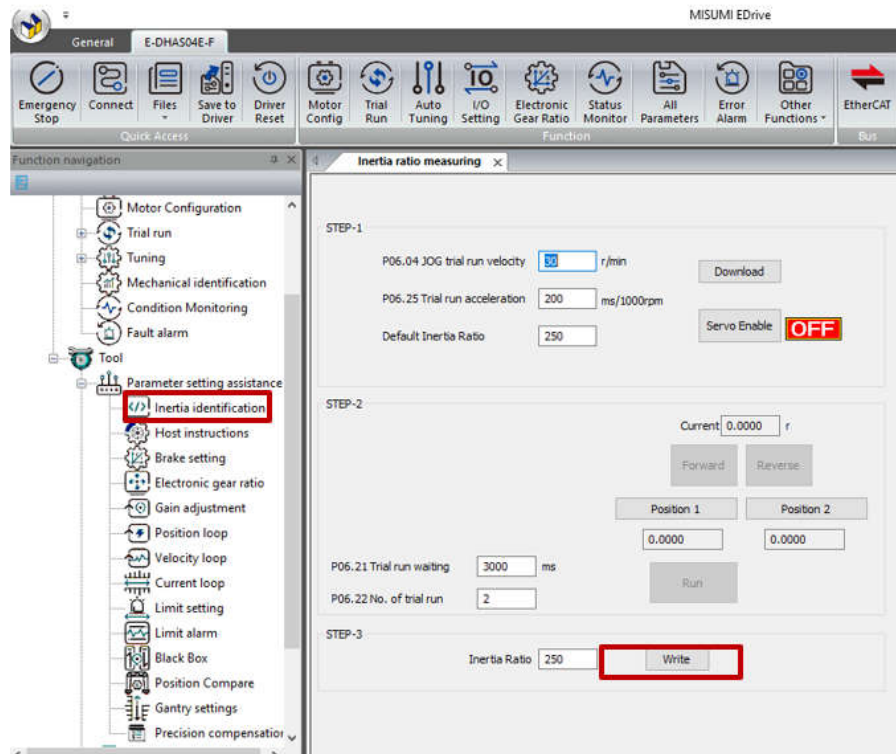 MISUMI EDrive
General E-DHAS04E-F
Emergency Stop
Connect
Files
Save to Driver
Driver Reset
Motor Config
Trial Run
Auto Tuning
I/O Setting
Electronic Gear Ratio
Status Monitor
All Parameters
Error Alarm
Other Functions
EtherCAT
Quick Access
Function
Bus
Function navigation
Inertia ratio measuring x
Motor Configuration
Trial run
Tuning
Mechanical identification
Condition Monitoring
Fault alarm
Tool
Parameter setting assistance
Inertia identification
Host instructions
Brake setting
Electronic gear ratio
Gain adjustment
Position loop
Velocity loop
Current loop
Limit setting
Limit alarm
Black Box
Position Compare
Gantry settings
Precision compensation
STEP-1
P06.04 JOG trial run velocity 30 r/min
Download
P06.25 Trial run acceleration 200 ms/1000rpm
Default Inertia Ratio 250
Servo Enable OFF
STEP-2
Current 0.0000 r
Forward Reverse
Position 1 Position 2
0.0000 0.0000
P06.21 Trial run waiting 3000 ms
Run
P06.22 No. of trial run 2
STEP-3
Inertia Ratio 250 Write